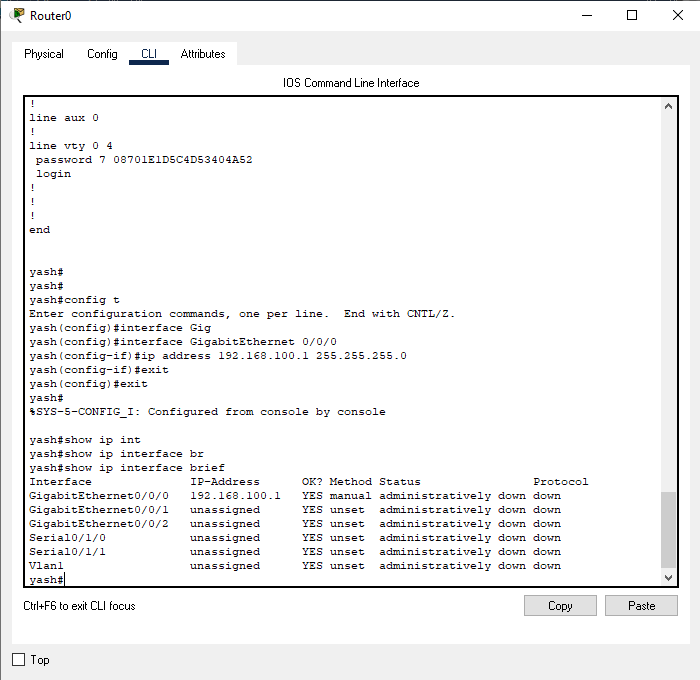 Router0
Physical Config CLI Attributes
IOS Command Line Interface
!
line aux 0
!
line vty 0 4
password 7 08701E1D5C4D53404A52
login
!
!
!
end
yash#
yash#
yash#config t
Enter configuration commands, one per line. End with CNTL/Z.
yash(config)#interface Gig
yash(config)#interface GigabitEthernet 0/0/0
yash(config-if)#ip address 192.168.100.1 255.255.255.0
yash(config-if)#exit
yash(config)#exit
yash#
%SYS-5-CONFIG_I: Configured from console by console
yash#show ip int
yash#show ip interface br
yash#show ip interface brief
Interface IP-Address OK? Method Status Protocol
GigabitEthernet0/0/0 192.168.100.1 YES manual administratively down down
GigabitEthernet0/0/1 unassigned YES unset administratively down down
GigabitEthernet0/0/2 unassigned YES unset administratively down down
Serial0/1/0 unassigned YES unset administratively down down
Serial0/1/1 unassigned YES unset administratively down down
Vlan1 unassigned YES unset administratively down down
yash#
Ctrl+F6 to exit CLI focus
Copy Paste
Top